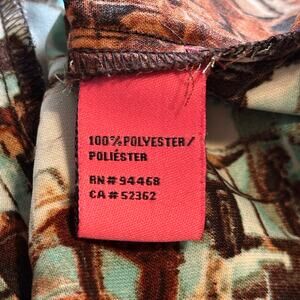 100%POLYESTER/
POLIÉSTER
RN# 94468
CA# 52362